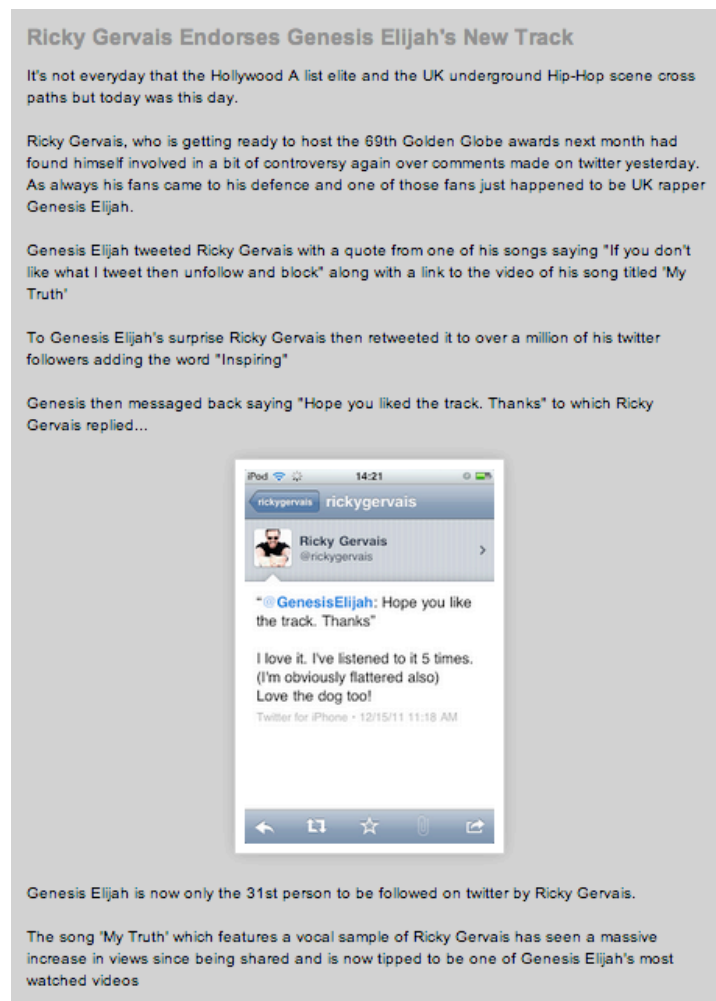 Ricky Gervais Endorses Genesis Elijah's New Track
It's not everyday that the Hollywood A list elite and the UK underground Hip-Hop scene cross
paths but today was this day.
Ricky Gervais, who is getting ready to host the 69th Golden Globe awards next month had
found himself involved in a bit of controversy again over comments made on twitter yesterday.
As always his fans came to his defence and one of those fans just happened to be UK rapper
Genesis Elijah.
Genesis Elijah tweeted Ricky Gervais with a quote from one of his songs saying "If you don't
like what I tweet then unfollow and block" along with a link to the video of his song titled 'My
Truth'
To Genesis Elijah's surprise Ricky Gervais then retweeted it to over a million of his twitter
followers adding the word "Inspiring"
Genesis then messaged back saying "Hope you liked the track. Thanks" to which Ricky
Gervais replied...
iPod 14:21
rickygervais rickygervais
Ricky Gervais
@rickygervais
"@GenesisElijah: Hope you like
the track. Thanks"
I love it. I've listened to it 5 times.
(I'm obviously flattered also)
Love the dog too!
Twitter for iPhone • 12/15/11 11:18 AM
Genesis Elijah is now only the 31st person to be followed on twitter by Ricky Gervais.
The song 'My Truth' which features a vocal sample of Ricky Gervais has seen a massive
increase in views since being shared and is now tipped to be one of Genesis Elijah's most
watched videos